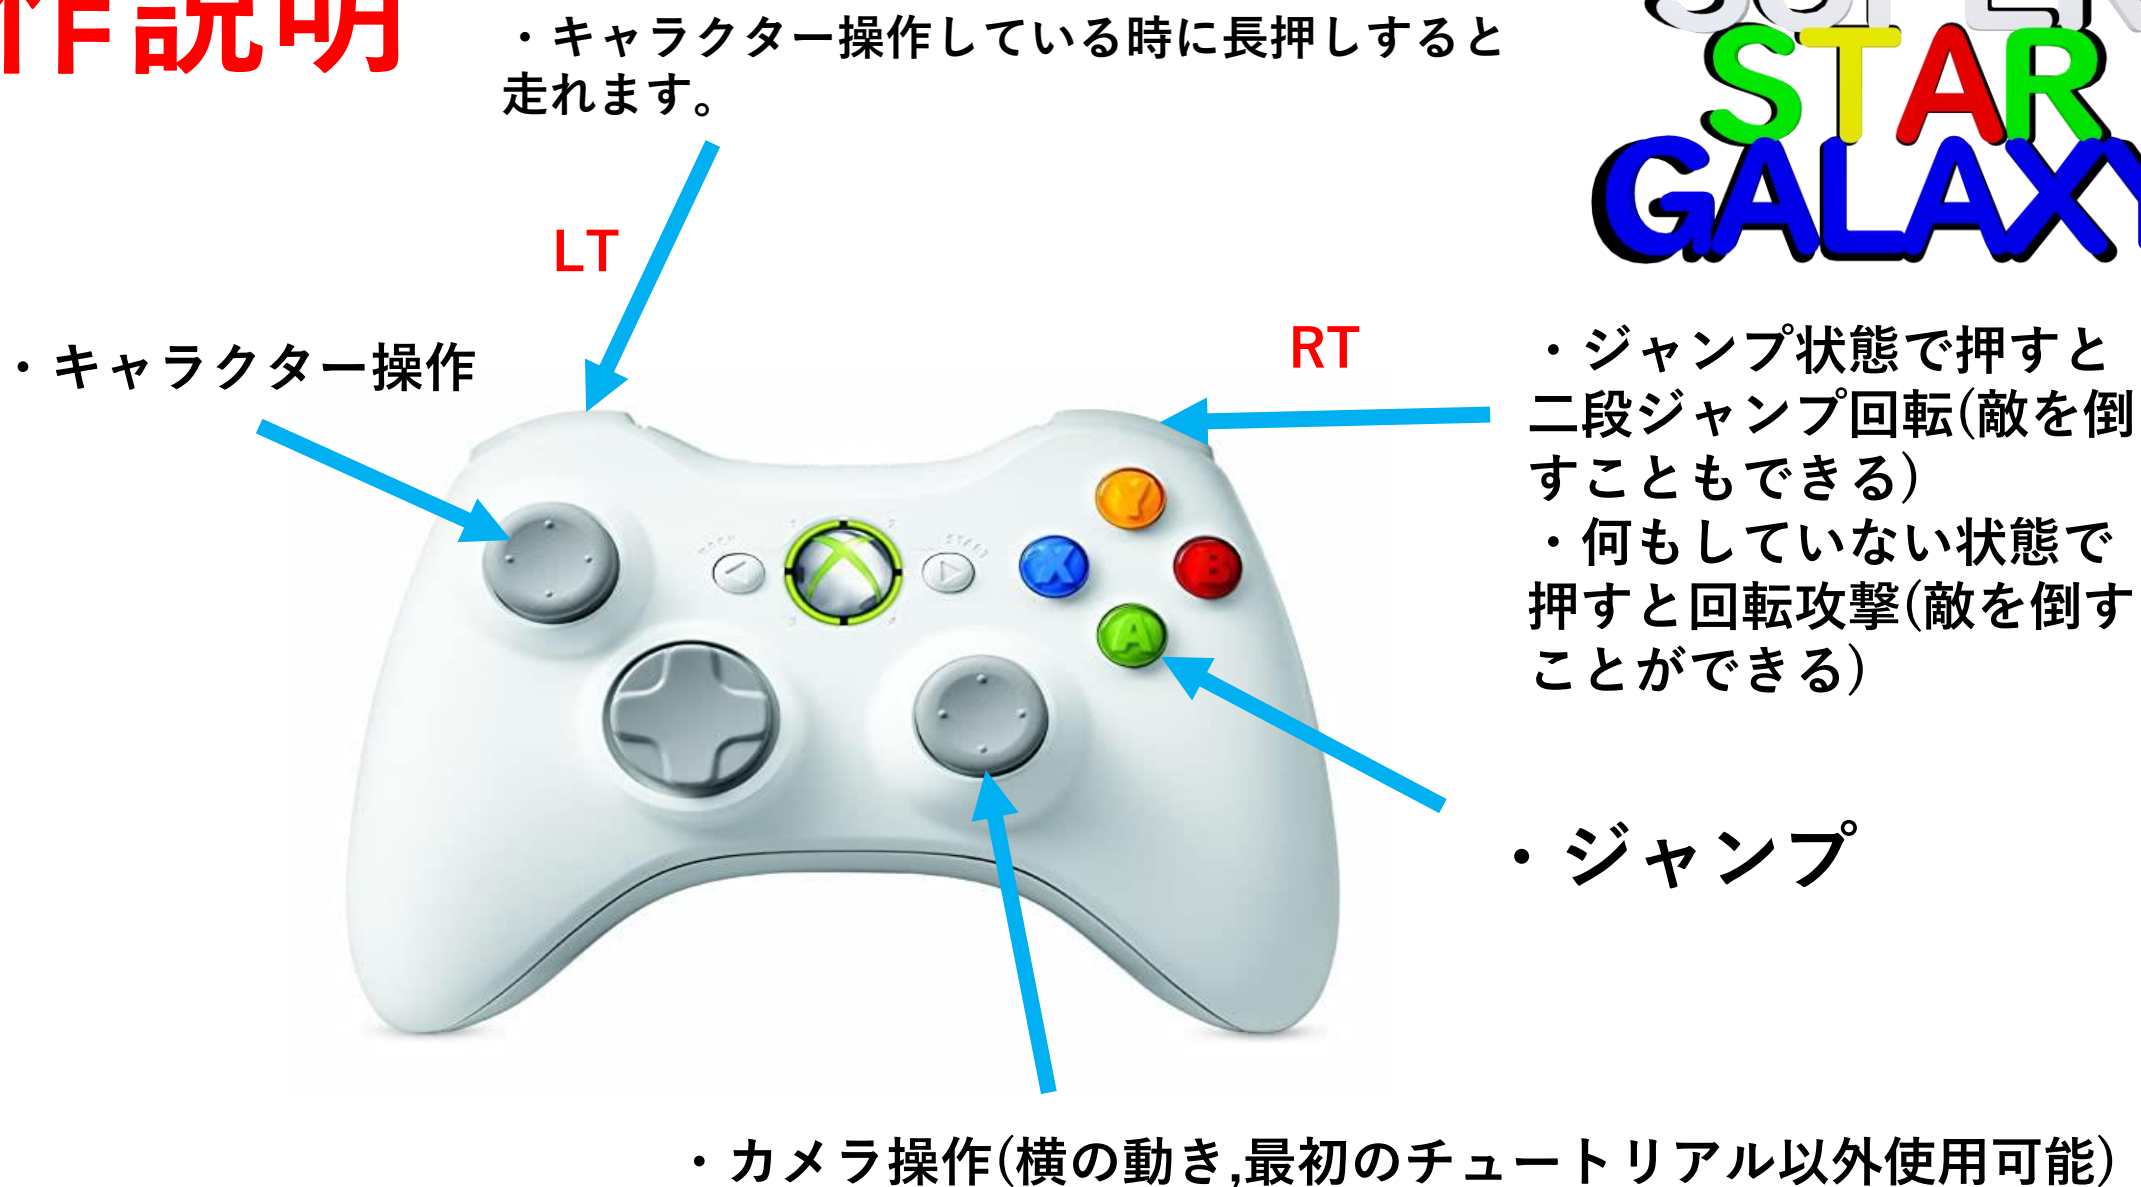 作説明
・キャラクター操作している時に長押しすると
走れます。
SUPER
STAR
GALAXY
LT
RT
・キャラクター操作
・ジャンプ状態で押すと
二段ジャンプ回転(敵を倒
すこともできる)
・何もしていない状態で
押すと回転攻撃(敵を倒す
ことができる)
Y
X
B
A
・ジャンプ
・カメラ操作(横の動き,最初のチュートリアル以外使用可能)